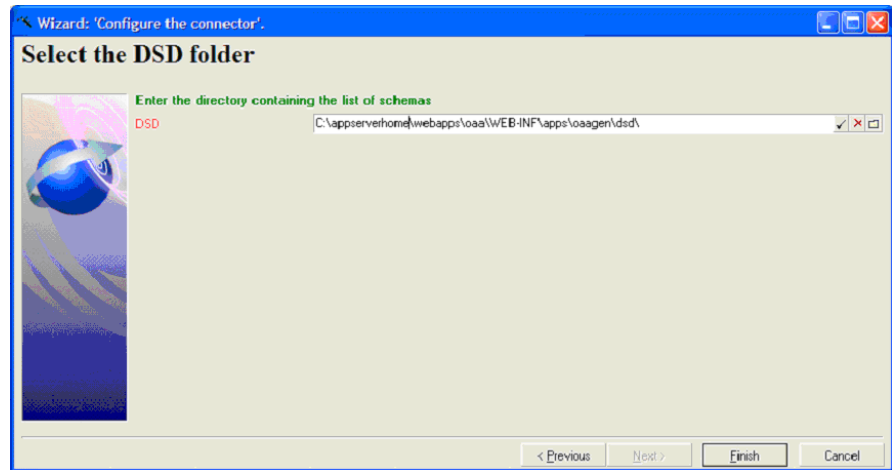 Wizard: 'Configure the connector'.
Select the DSD folder
Enter the directory containing the list of schemas
DSD C:\appserverhome\webapps\oaa\WEB-INF\apps\oaagen\dsd\
< Previous Next > Finish Cancel